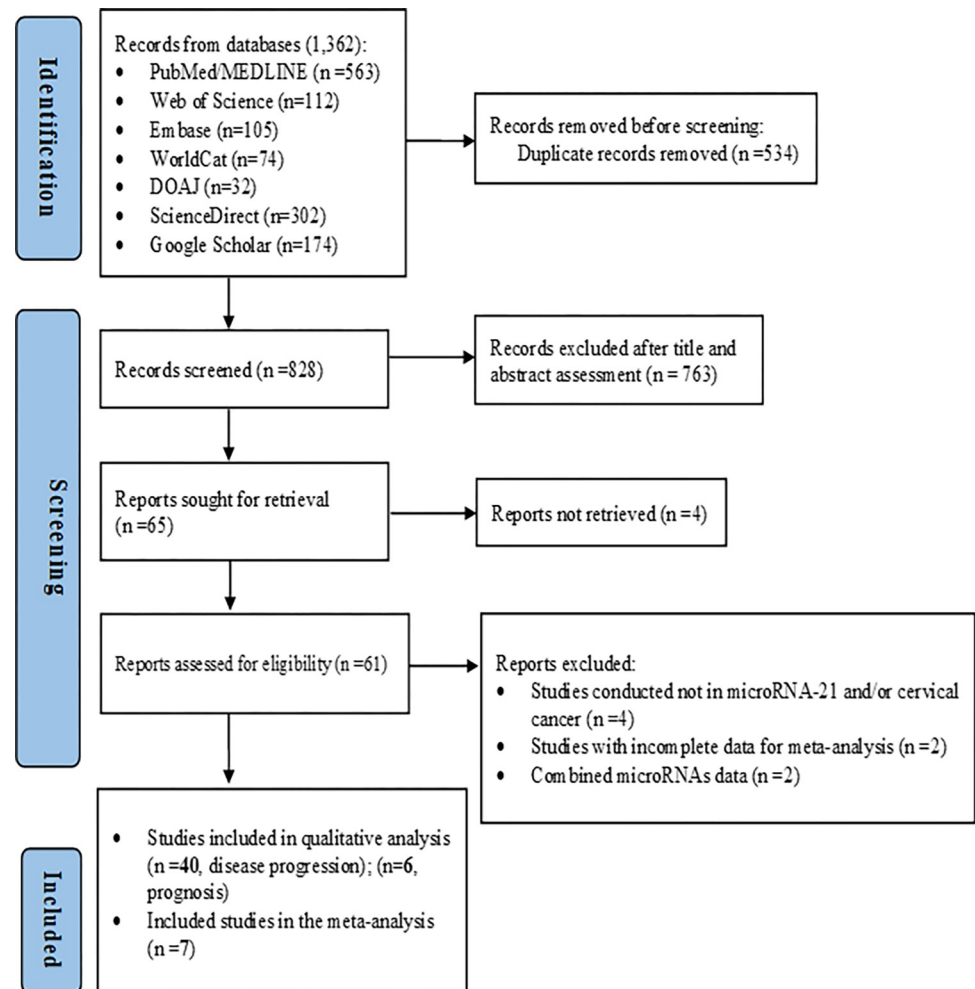 Identification
Records from databases (1,362):
• PubMed/MEDLINE (n =563)
• Web of Science (n=112)
• Embase (n=105)
• WorldCat (n=74)
• DOAJ (n=32)
• ScienceDirect (n=302)
• Google Scholar (n=174)
Records removed before screening:
Duplicate records removed (n =534)
Screening
Records screened (n =828)
Records excluded after title and
abstract assessment (n = 763)
Reports sought for retrieval
(n =65)
Reports not retrieved (n =4)
Reports assessed for eligibility (n =61)
Reports excluded:
• Studies conducted not in microRNA-21 and/or cervical
cancer (n =4)
• Studies with incomplete data for meta-analysis (n =2)
• Combined microRNAs data (n =2)
Included
• Studies included in qualitative analysis
(n =40, disease progression); (n=6,
prognosis)
• Included studies in the meta-analysis
(n =7)